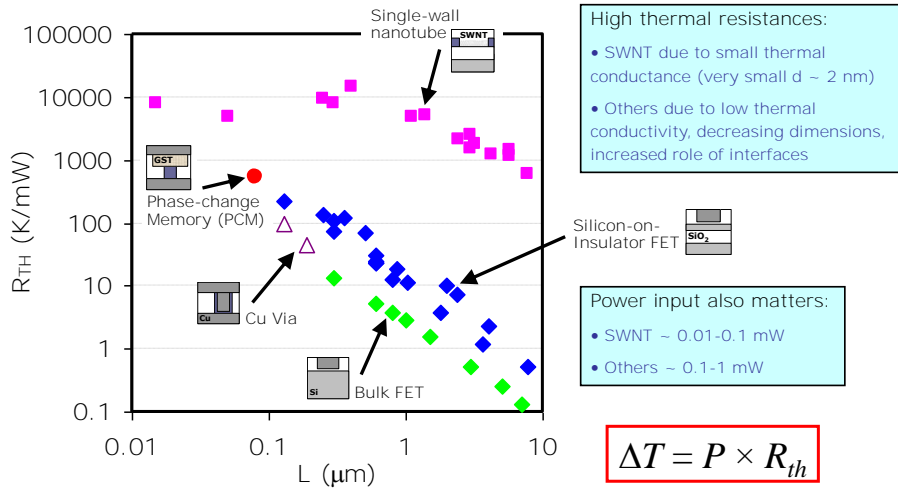 Single-wall
nanotube
SWNT
100000
10000
1000
100
10
1
0.1
R_TH (K/mW)
GST
Phase-change
Memory (PCM)
Cu
Cu Via
Si
Bulk FET
Silicon-on-
Insulator FET
SiO₂
0.01
0.1
1
10
L (μm)
High thermal resistances:
• SWNT due to small thermal
conductance (very small d ~ 2 nm)
• Others due to low thermal
conductivity, decreasing dimensions,
increased role of interfaces
Power input also matters:
• SWNT ~ 0.01-0.1 mW
• Others ~ 0.1-1 mW
ΔT = P × R_th